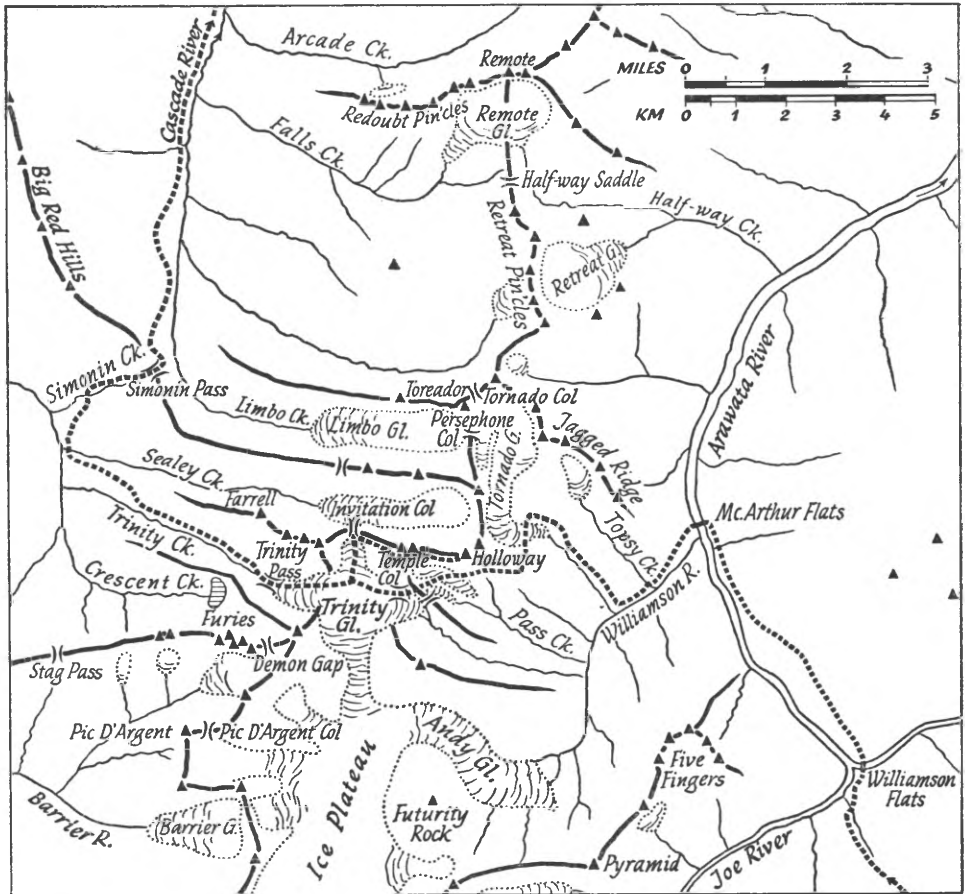 Arcade Ck.
Cascade River
Remote
MILES
0 1 2 3
KM
0 1 2 3 4 5
Redoubt Pin'cles
Remote
Gl.
Falls Ck.
Half-way Saddle
Half-way Ck.
Big Red Hills
Retreat Pin'cles
Retreat G.
Arawata River
Simonin Ck.
Simonin Pass
Toreador
Tornado Col
Limbo Ck.
Limbo Gl.
Persephone
Col.
Tornado G.
Jagged Ridge
Sealey Ck.
Farrell
Invitation Col
Topsy Ck.
Mc.Arthur Flats
Trinity Ck.
Trinity
Pass
Temple
Col
Holloway
Biv.
Crescent Ck.
Trinity
Gl.
Pass Ck.
Williamson R.
Furies
Stag Pass
Demon Gap
Pic D'Argent
Pic D'Argent Col
Andy
Gl.
Five
Fingers
Williamson
Flats
Barrier R.
Barrier G.
Ice Plateau
Futurity
Rock
Pyramid
Joe River